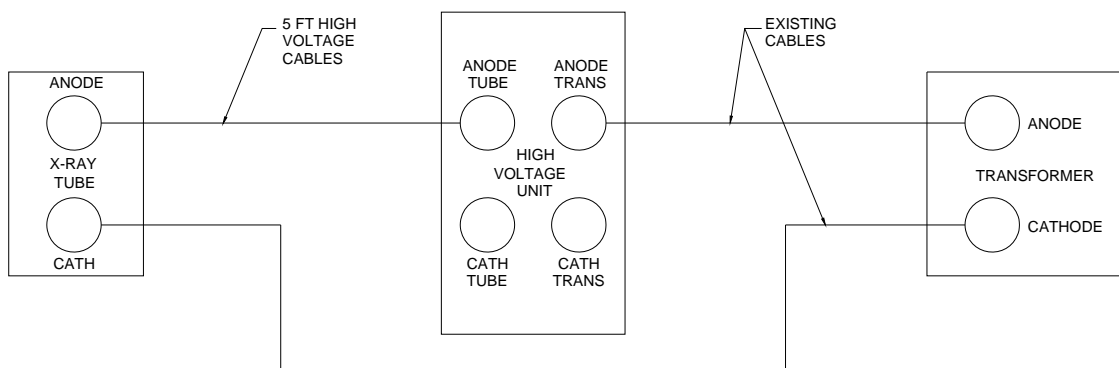 5 FT HIGH
VOLTAGE
CABLES
EXISTING
CABLES
ANODE
X-RAY
TUBE
CATH
ANODE
TUBE
ANODE
TRANS
HIGH
VOLTAGE
UNIT
CATH
TUBE
CATH
TRANS
ANODE
TRANSFORMER
CATHODE